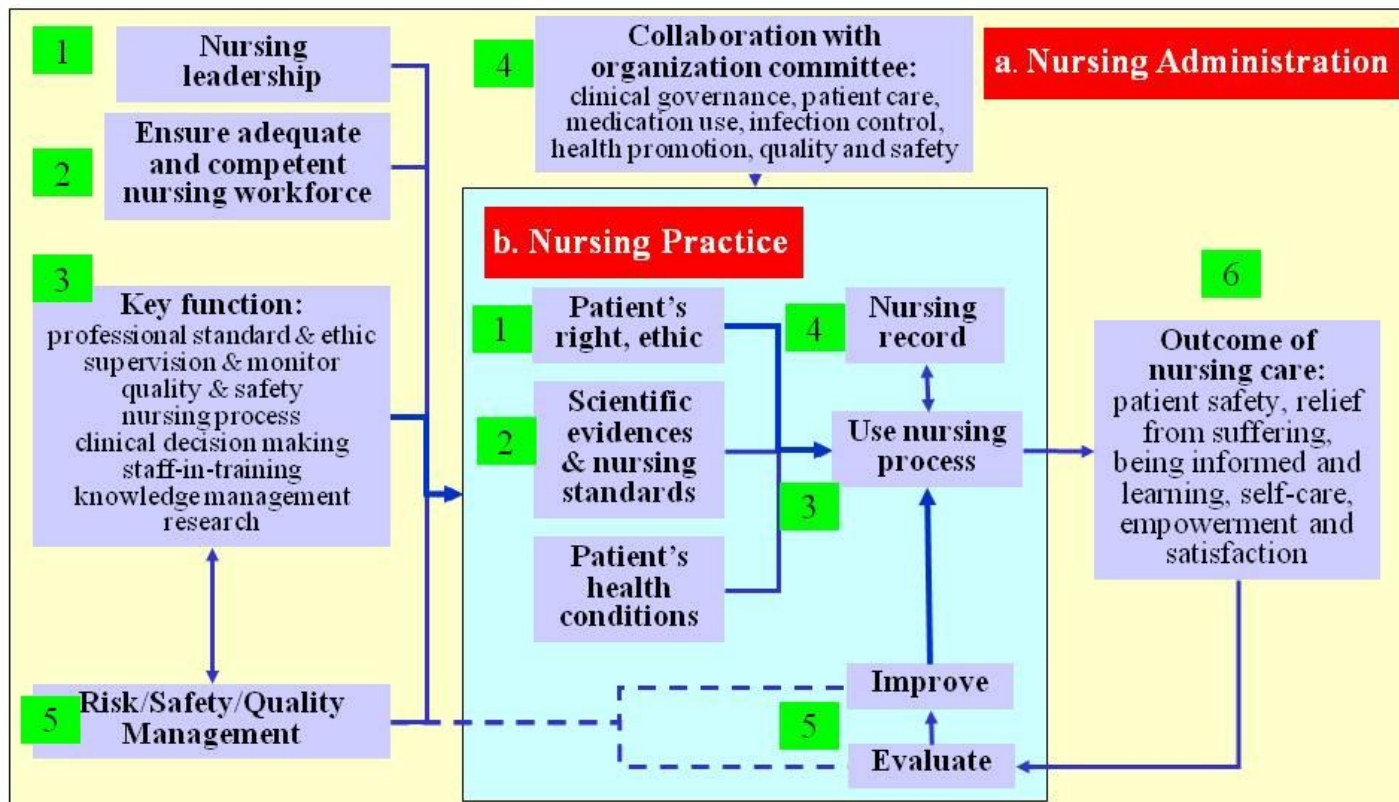 1
Nursing
leadership
2
Ensure adequate
and competent
nursing workforce
3
Key function:
professional standard & ethic
supervision & monitor
quality & safety
nursing process
clinical decision making
staff-in-training
knowledge management
research
5
Risk/Safety/Quality
Management
4
Collaboration with
organization committee:
clinical governance, patient care,
medication use, infection control,
health promotion, quality and safety
a. Nursing Administration
b. Nursing Practice
1
Patient's
right, ethic
2
Scientific
evidences
& nursing
standards
Patient's
health
conditions
4
Nursing
record
3
Use nursing
process
5
Improve
Evaluate
6
Outcome of
nursing care:
patient safety, relief
from suffering,
being informed and
learning, self-care,
empowerment and
satisfaction